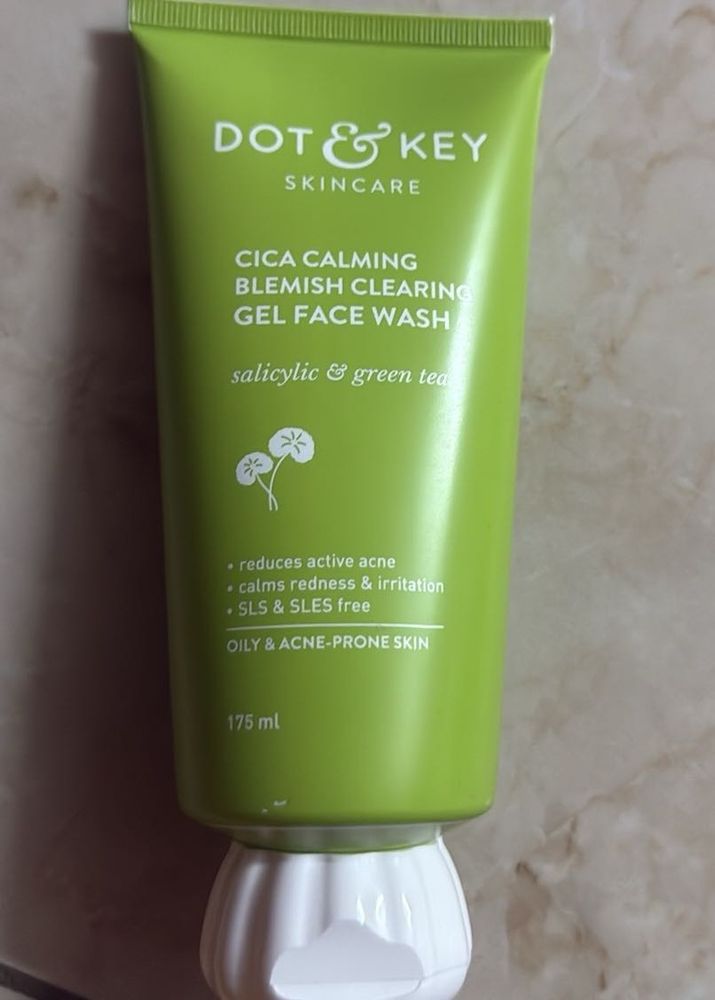 DOT & KEY
SKINCARE
CICA CALMING
BLEMISH CLEARING
GEL FACE WASH
salicylic & green tea
• reduces active acne
• calms redness & irritation
• SLS & SLES free
OILY & ACNE-PRONE SKIN
175 ml